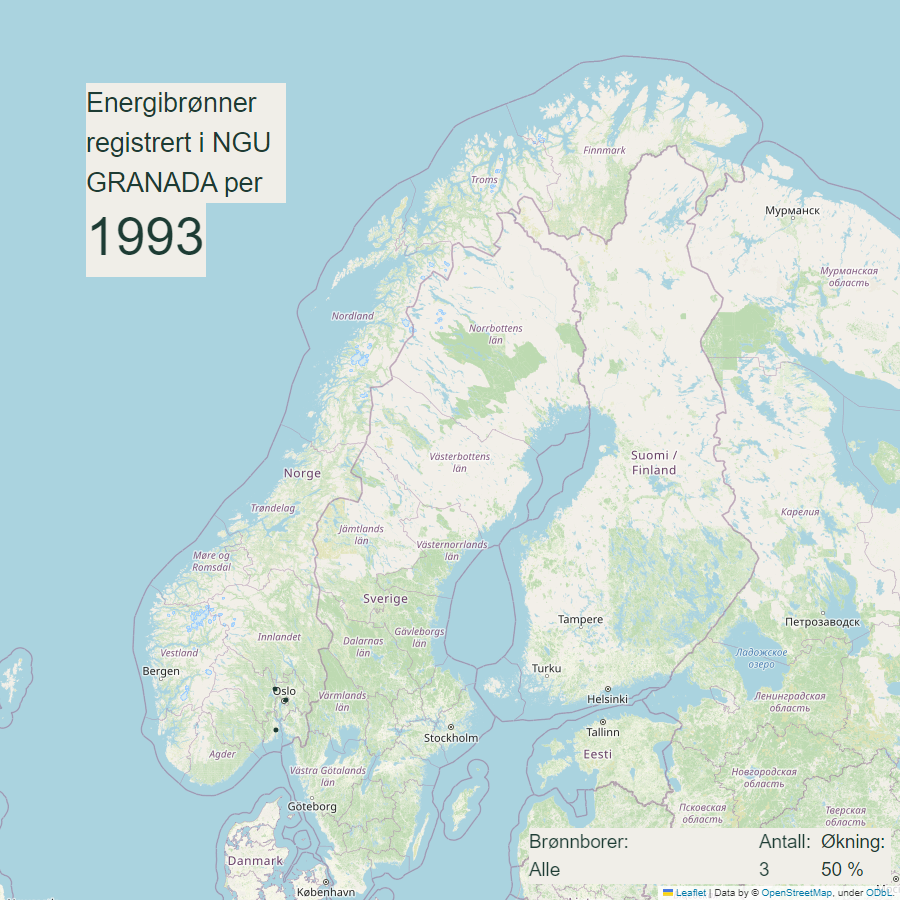 Energibrønner
registrert i NGU
GRANADA per
1993
Finnmark
Troms
Мурманск
Мурманская
область
Nordland
Norrbottens
län
Västerbottens
län
Suomi /
Finland
Norge
Trøndelag
Карелия
Jämtlands
län
Västernorrlands
län
Møre og
Romsdal
Sverige
Tampere
Петрозаводск
Innlandet
Gävleborgs
län
Dalarnas
län
Vestland
Ладожское
озеро
Bergen
Turku
Oslo
Värmlands
län
Helsinki
Ленинградская
область
Stockholm
Tallinn
Agder
Eesti
Västra Götalands
län
Новгородская
область
Göteborg
Псковская
область
Тверская
область
Danmark
København
Brønnborer: Antall: Økning:
Alle 3 50 %
Leaflet | Data by © OpenStreetMap, under ODbL.